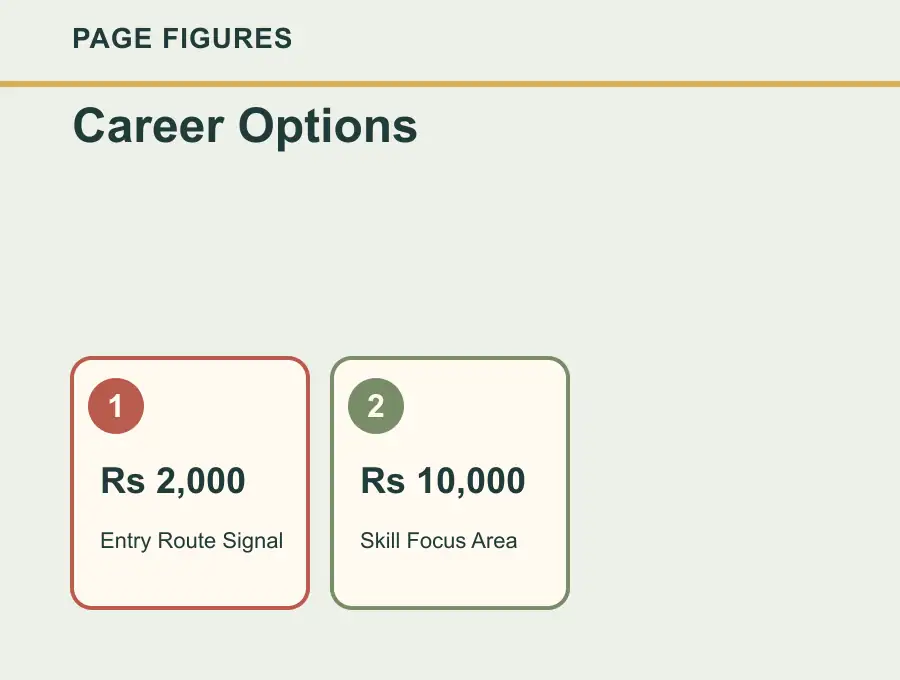 PAGE FIGURES
Career Options
1
Rs 2,000
Entry Route Signal
2
Rs 10,000
Skill Focus Area